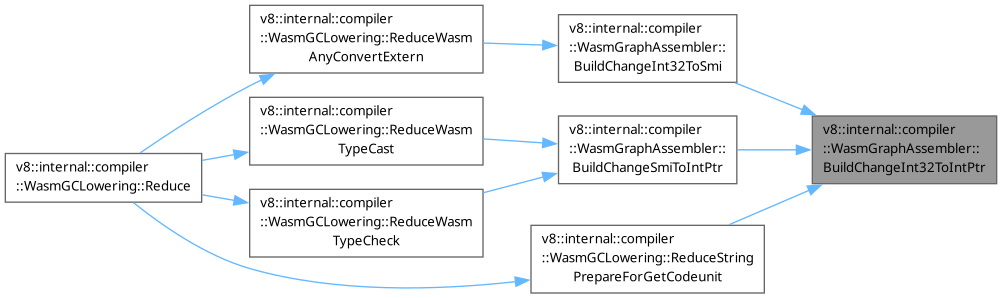 v8::internal::compiler
::WasmGCLowering::Reduce
v8::internal::compiler
::WasmGCLowering::ReduceWasm
AnyConvertExtern
v8::internal::compiler
::WasmGCLowering::ReduceWasm
TypeCast
v8::internal::compiler
::WasmGCLowering::ReduceWasm
TypeCheck
v8::internal::compiler
::WasmGraphAssembler::
BuildChangeInt32ToSmi
v8::internal::compiler
::WasmGraphAssembler::
BuildChangeSmiToIntPtr
v8::internal::compiler
::WasmGCLowering::ReduceString
PrepareForGetCodeunit
v8::internal::compiler
::WasmGraphAssembler::
BuildChangeInt32ToIntPtr